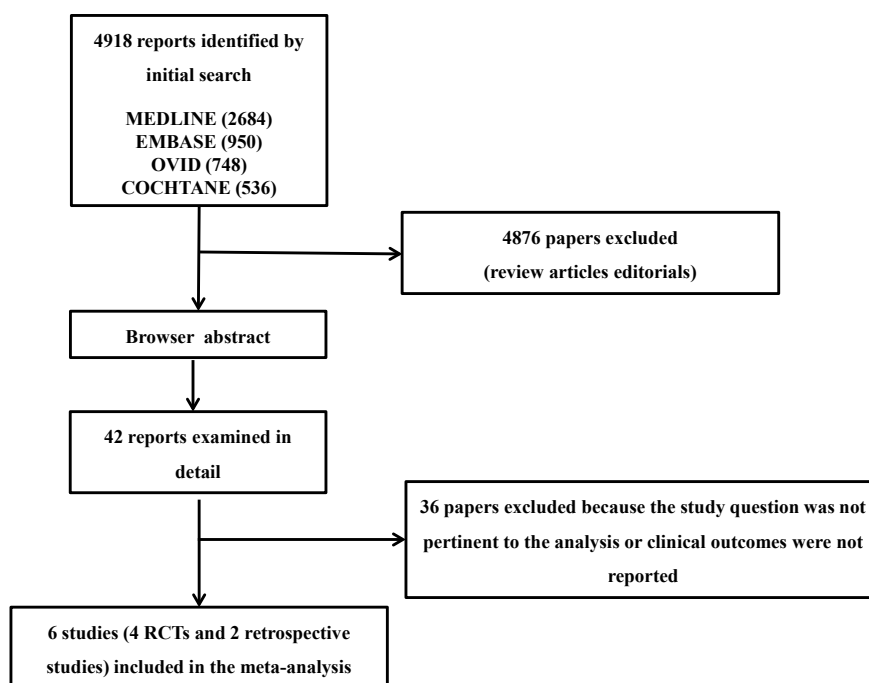 4918 reports identified by
initial search
MEDLINE (2684)
EMBASE (950)
OVID (748)
COCHTANE (536)
4876 papers excluded
(review articles editorials)
Browser abstract
42 reports examined in
detail
36 papers excluded because the study question was not
pertinent to the analysis or clinical outcomes were not
reported
6 studies (4 RCTs and 2 retrospective
studies) included in the meta-analysis